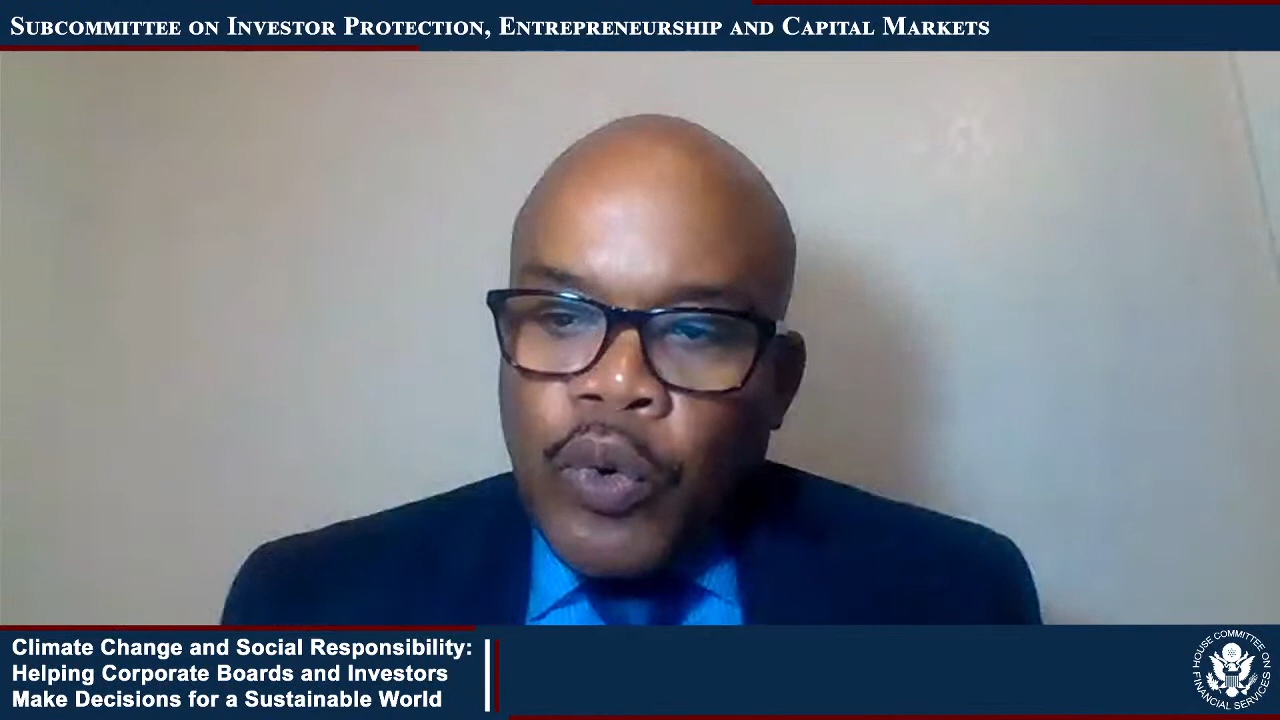 Subcommittee on Investor Protection, Entrepreneurship and Capital Markets
Climate Change and Social Responsibility:
Helping Corporate Boards and Investors
Make Decisions for a Sustainable World
HOUSE COMMITTEE ON
FINANCIAL SERVICES